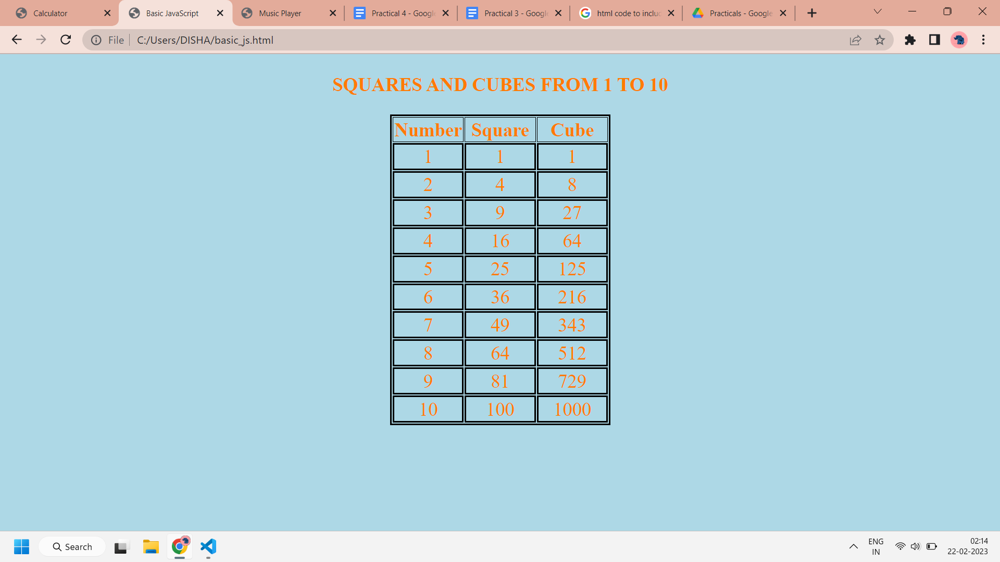 Calculator
Basic JavaScript
Music Player
Practical 4 - Google
Practical 3 - Google
html code to includ
Practicals - Google
File
C:/Users/DISHA/basic_js.html
SQUARES AND CUBES FROM 1 TO 10
Number Square Cube
1 1 1
2 4 8
3 9 27
4 16 64
5 25 125
6 36 216
7 49 343
8 64 512
9 81 729
10 100 1000
Search
ENG
IN
02:14
22-02-2023